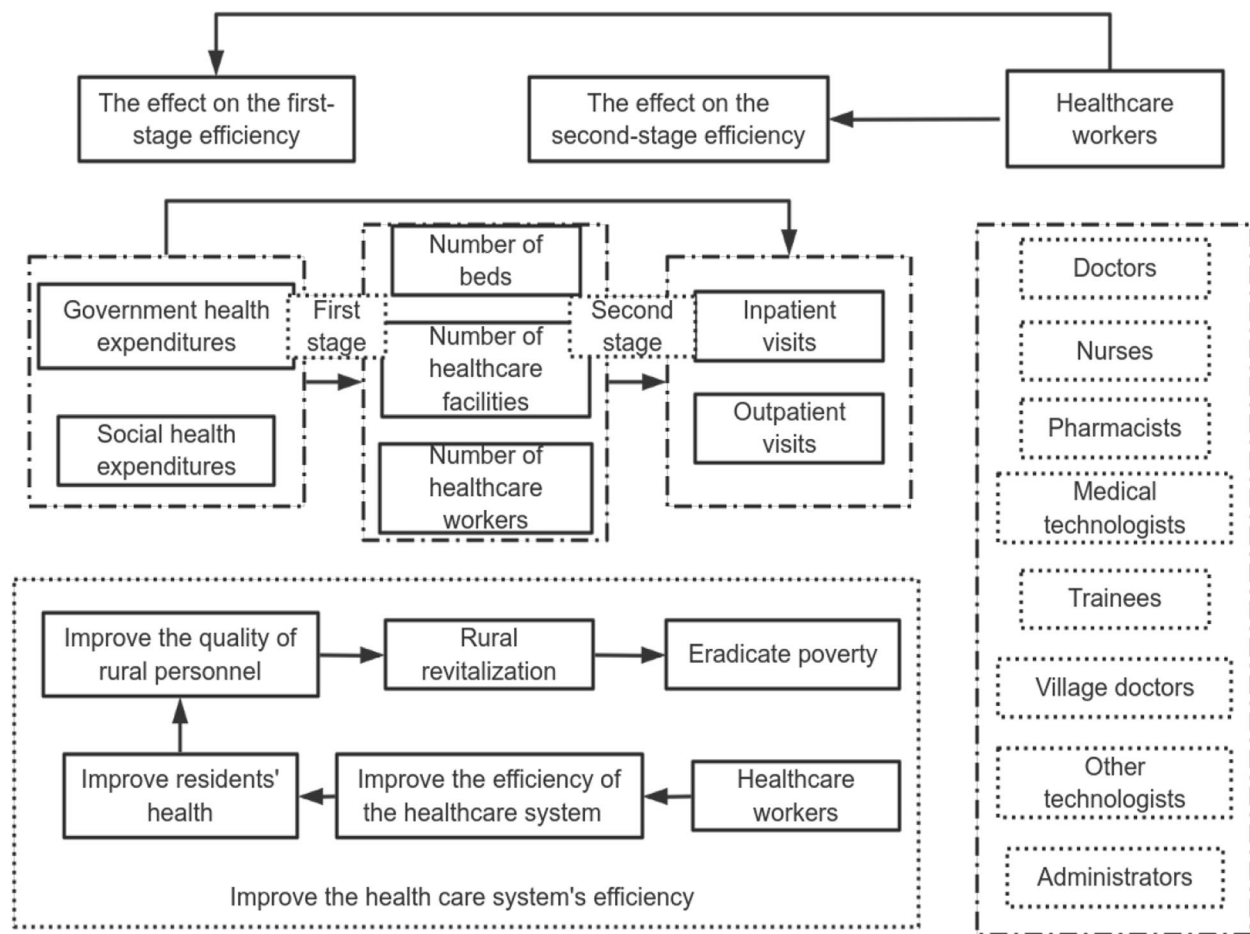 The effect on the first-
stage efficiency
The effect on the
second-stage efficiency
Healthcare
workers
Government health
expenditures
Social health
expenditures
First
stage
Number of
beds
Number of
healthcare
facilities
Number of
healthcare
workers
Second
stage
Inpatient
visits
Outpatient
visits
Doctors
Nurses
Pharmacists
Medical
technologists
Trainees
Village doctors
Other
technologists
Administrators
Improve the quality of
rural personnel
Rural
revitalization
Eradicate poverty
Improve residents'
health
Improve the efficiency of
the healthcare system
Healthcare
workers
Improve the health care system's efficiency